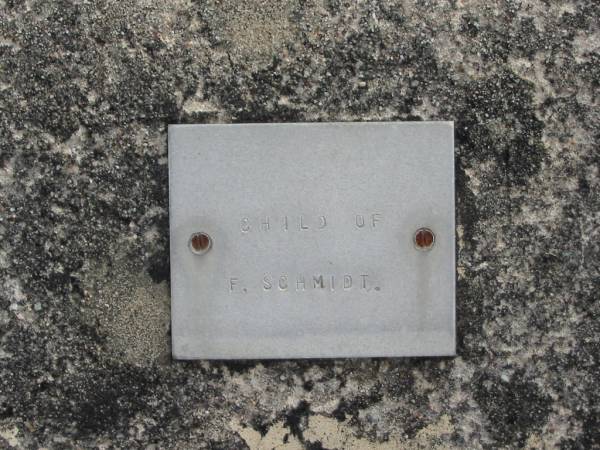 CHILD OF
F. SCHMIDT.